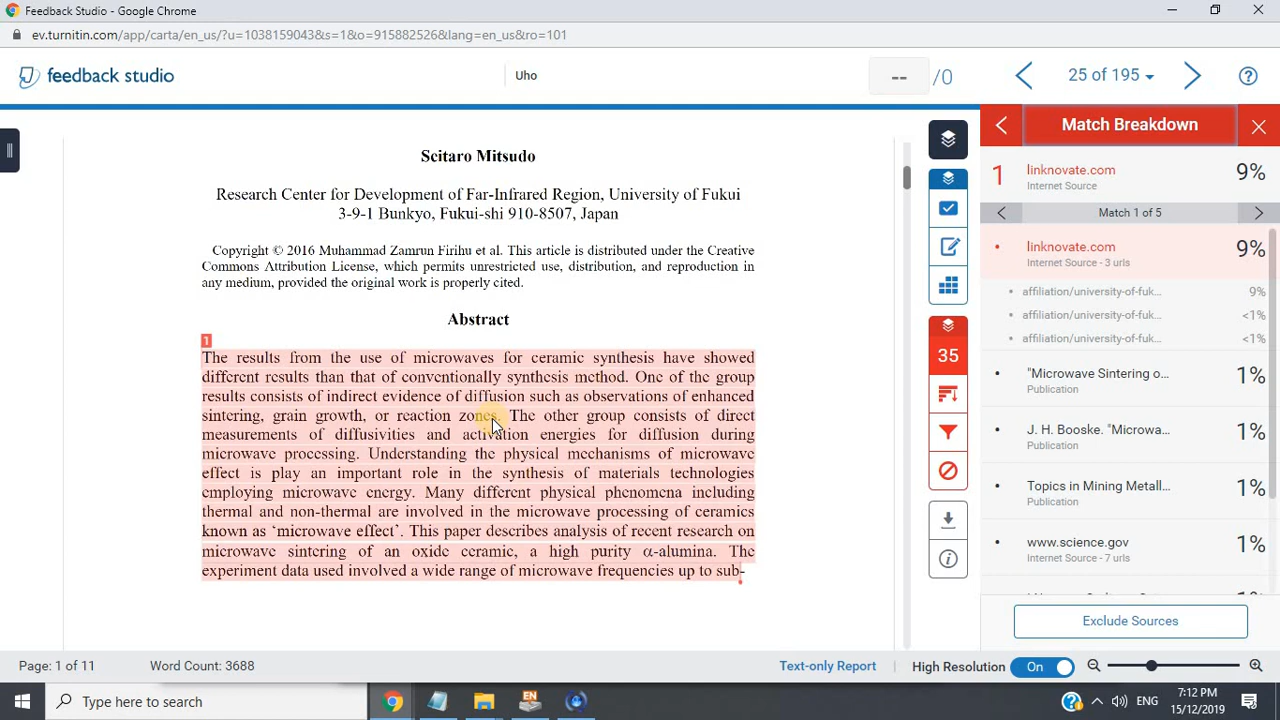 Feedback Studio - Google Chrome
ev.turnitin.com/app/carta/en_us/?u=1038159043&s=1&o=915882526&lang=en_us&ro=101
feedback studio
Uho
-- /0
25 of 195
?
Scitaro Mitsudo
Research Center for Development of Far-Infrared Region, University of Fukui
3-9-1 Bunkyo, Fukui-shi 910-8507, Japan
Copyright © 2016 Muhammad Zamrun Firihu et al. This article is distributed under the Creative
Commons Attribution License, which permits unrestricted use, distribution, and reproduction in
any medium, provided the original work is properly cited.
Abstract
1
The results from the use of microwaves for ceramic synthesis have showed
different results than that of conventionally synthesis method. One of the group
results consists of indirect evidence of diffusion such as observations of enhanced
sintering, grain growth, or reaction zones. The other group consists of direct
measurements of diffusivities and activation energies for diffusion during
microwave processing. Understanding the physical mechanisms of microwave
effect is play an important role in the synthesis of materials technologies
employing microwave energy. Many different physical phenomena including
thermal and non-thermal are involved in the microwave processing of ceramics
known as ‘microwave effect’. This paper describes analysis of recent research on
microwave sintering of an oxide ceramic, a high purity α-alumina. The
experiment data used involved a wide range of microwave frequencies up to sub-
35
Match Breakdown
1 linknovate.com 9%
Internet Source
Match 1 of 5
linknovate.com 9%
Internet Source - 3 urls
affiliation/university-of-fuk... 9%
affiliation/university-of-fuk... <1%
affiliation/university-of-fuk... <1%
"Microwave Sintering o... 1%
Publication
J. H. Booske. "Microwa... 1%
Publication
Topics in Mining Metall... 1%
Publication
www.science.gov 1%
Internet Source - 7 urls
Exclude Sources
Page: 1 of 11
Word Count: 3688
Text-only Report
High Resolution On
Type here to search
EN
ENG
7:12 PM
15/12/2019